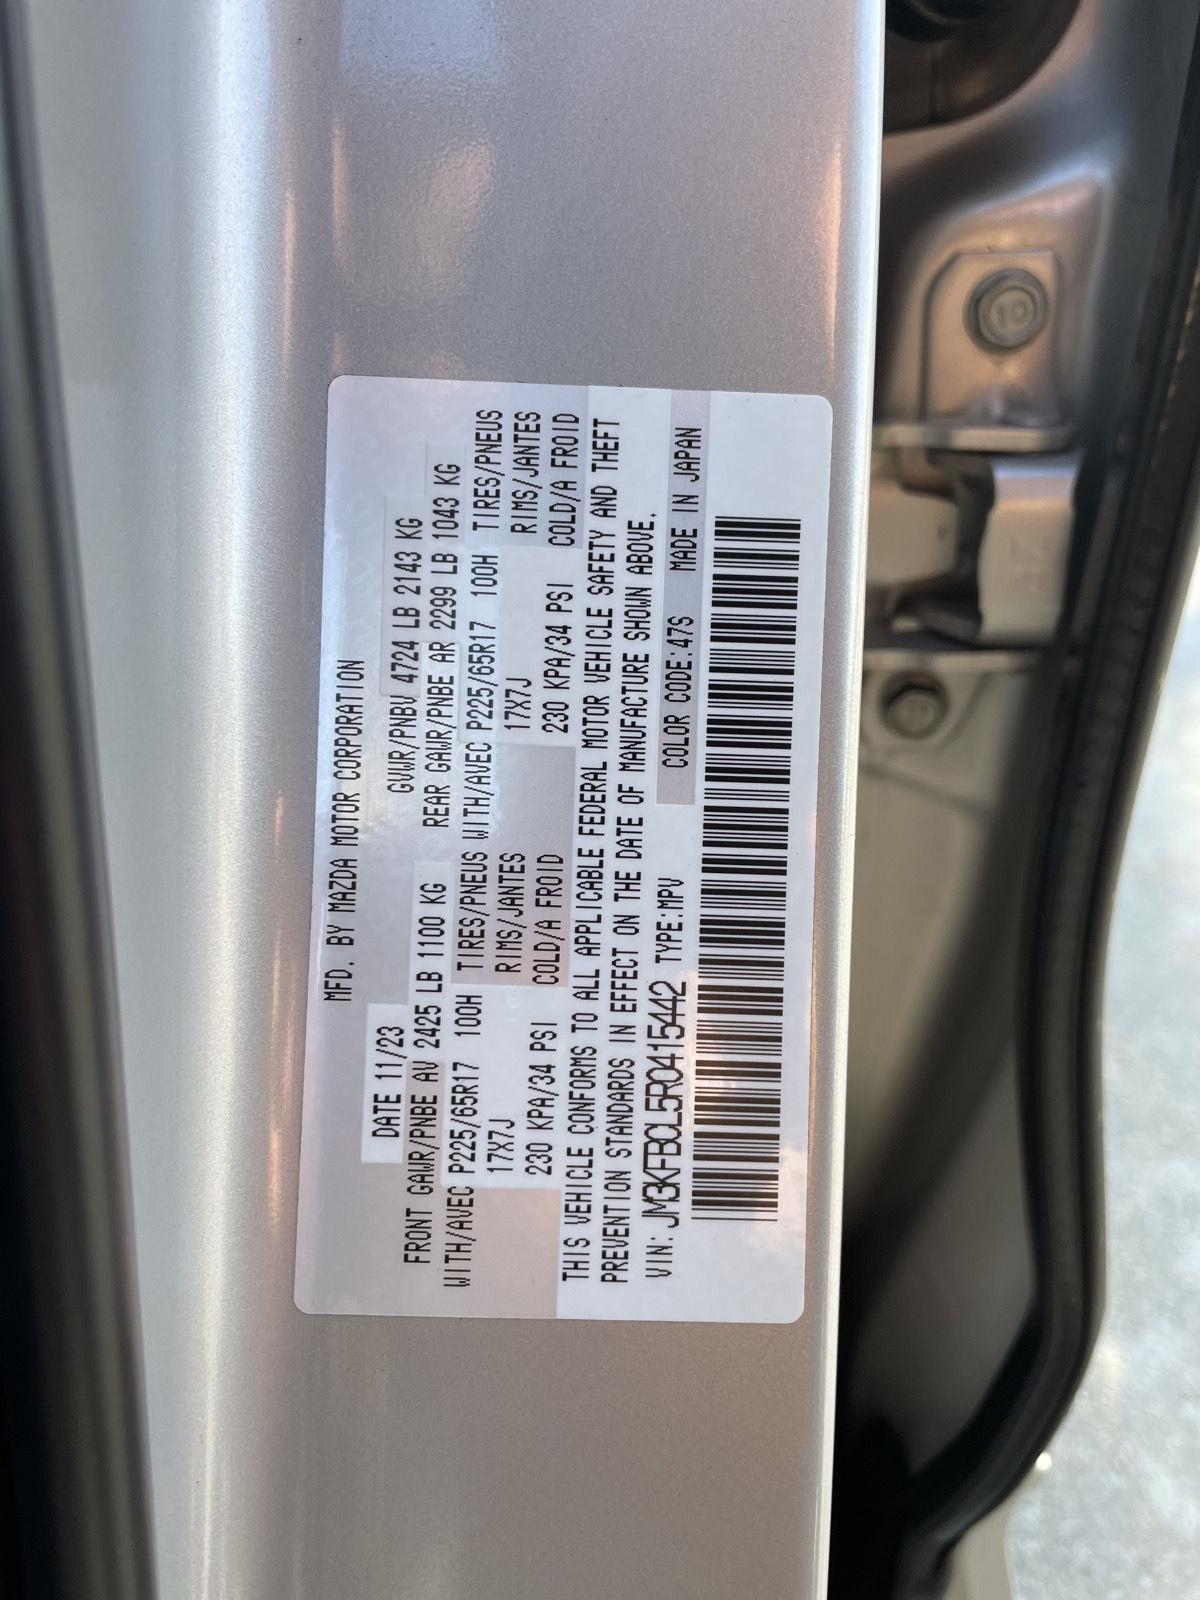 MFD. BY MAZDA MOTOR CORPORATION
DATE 11/23 GVWR/PNBV 4724 LB 2143 KG
FRONT GAWR/PNBE AV 2425 LB 1100 KG REAR GAWR/PNBE AR 2299 LB 1043 KG
WITH/AVEC P225/65R17 100H TIRES/PNEUS WITH/AVEC P225/65R17 100H TIRES/PNEUS
17X7J RIMS/JANTES 17X7J RIMS/JANTES
230 KPA/34 PSI COLD/A FROID 230 KPA/34 PSI COLD/A FROID
THIS VEHICLE CONFORMS TO ALL APPLICABLE FEDERAL MOTOR VEHICLE SAFETY AND THEFT
PREVENTION STANDARDS IN EFFECT ON THE DATE OF MANUFACTURE SHOWN ABOVE.
VIN: JM3KFBCL5R0415442 TYPE:MPV COLOR CODE:47S MADE IN JAPAN
10